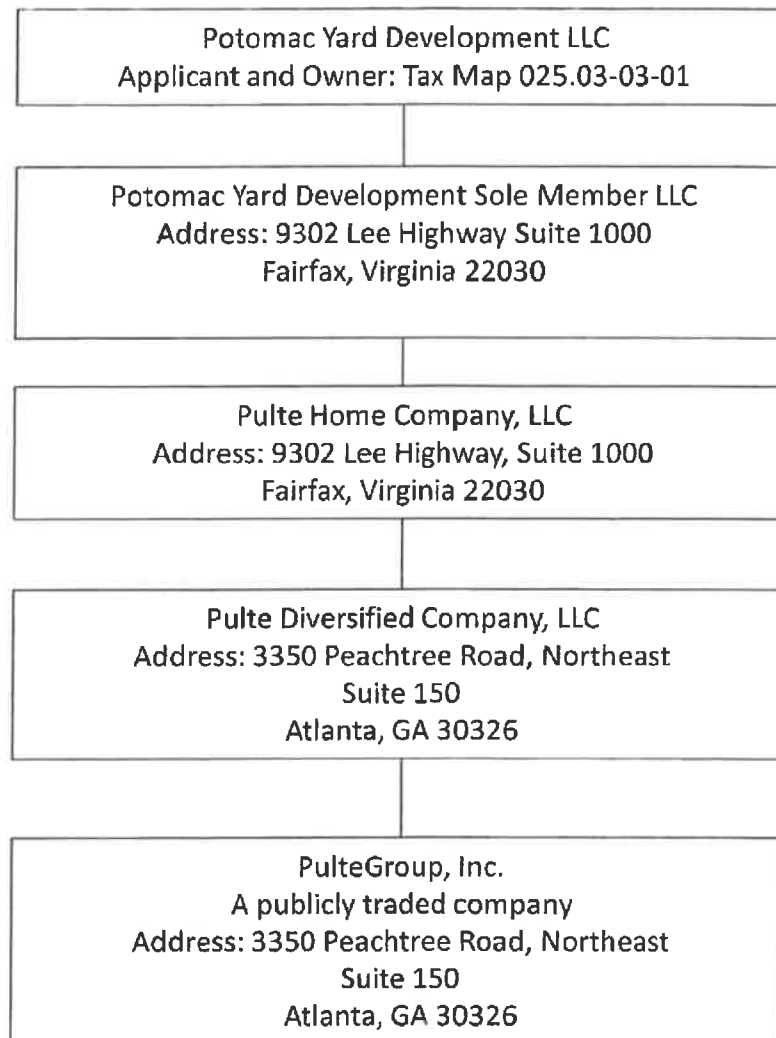 Potomac Yard Development LLC
Applicant and Owner: Tax Map 025.03-03-01
Potomac Yard Development Sole Member LLC
Address: 9302 Lee Highway Suite 1000
Fairfax, Virginia 22030
Pulte Home Company, LLC
Address: 9302 Lee Highway, Suite 1000
Fairfax, Virginia 22030
Pulte Diversified Company, LLC
Address: 3350 Peachtree Road, Northeast
Suite 150
Atlanta, GA 30326
PulteGroup, Inc.
A publicly traded company
Address: 3350 Peachtree Road, Northeast
Suite 150
Atlanta, GA 30326